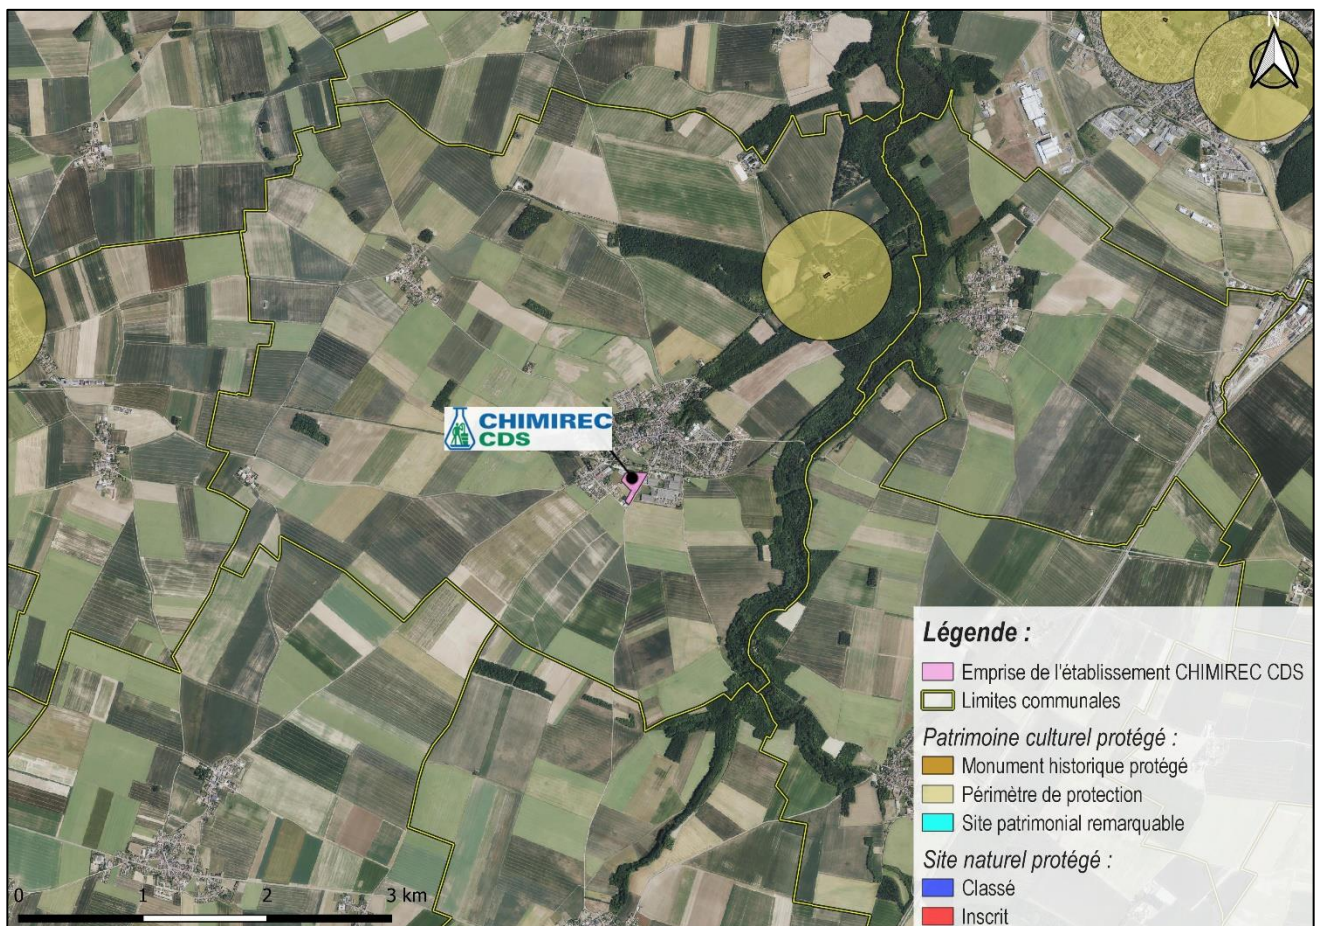 N
CHIMIREC
CDS
Légende :
Emprise de l'établissement CHIMIREC CDS
Limites communales
Patrimoine culturel protégé :
Monument historique protégé
Périmètre de protection
Site patrimonial remarquable
Site naturel protégé :
Classé
Inscrit
0 1 2 3 km